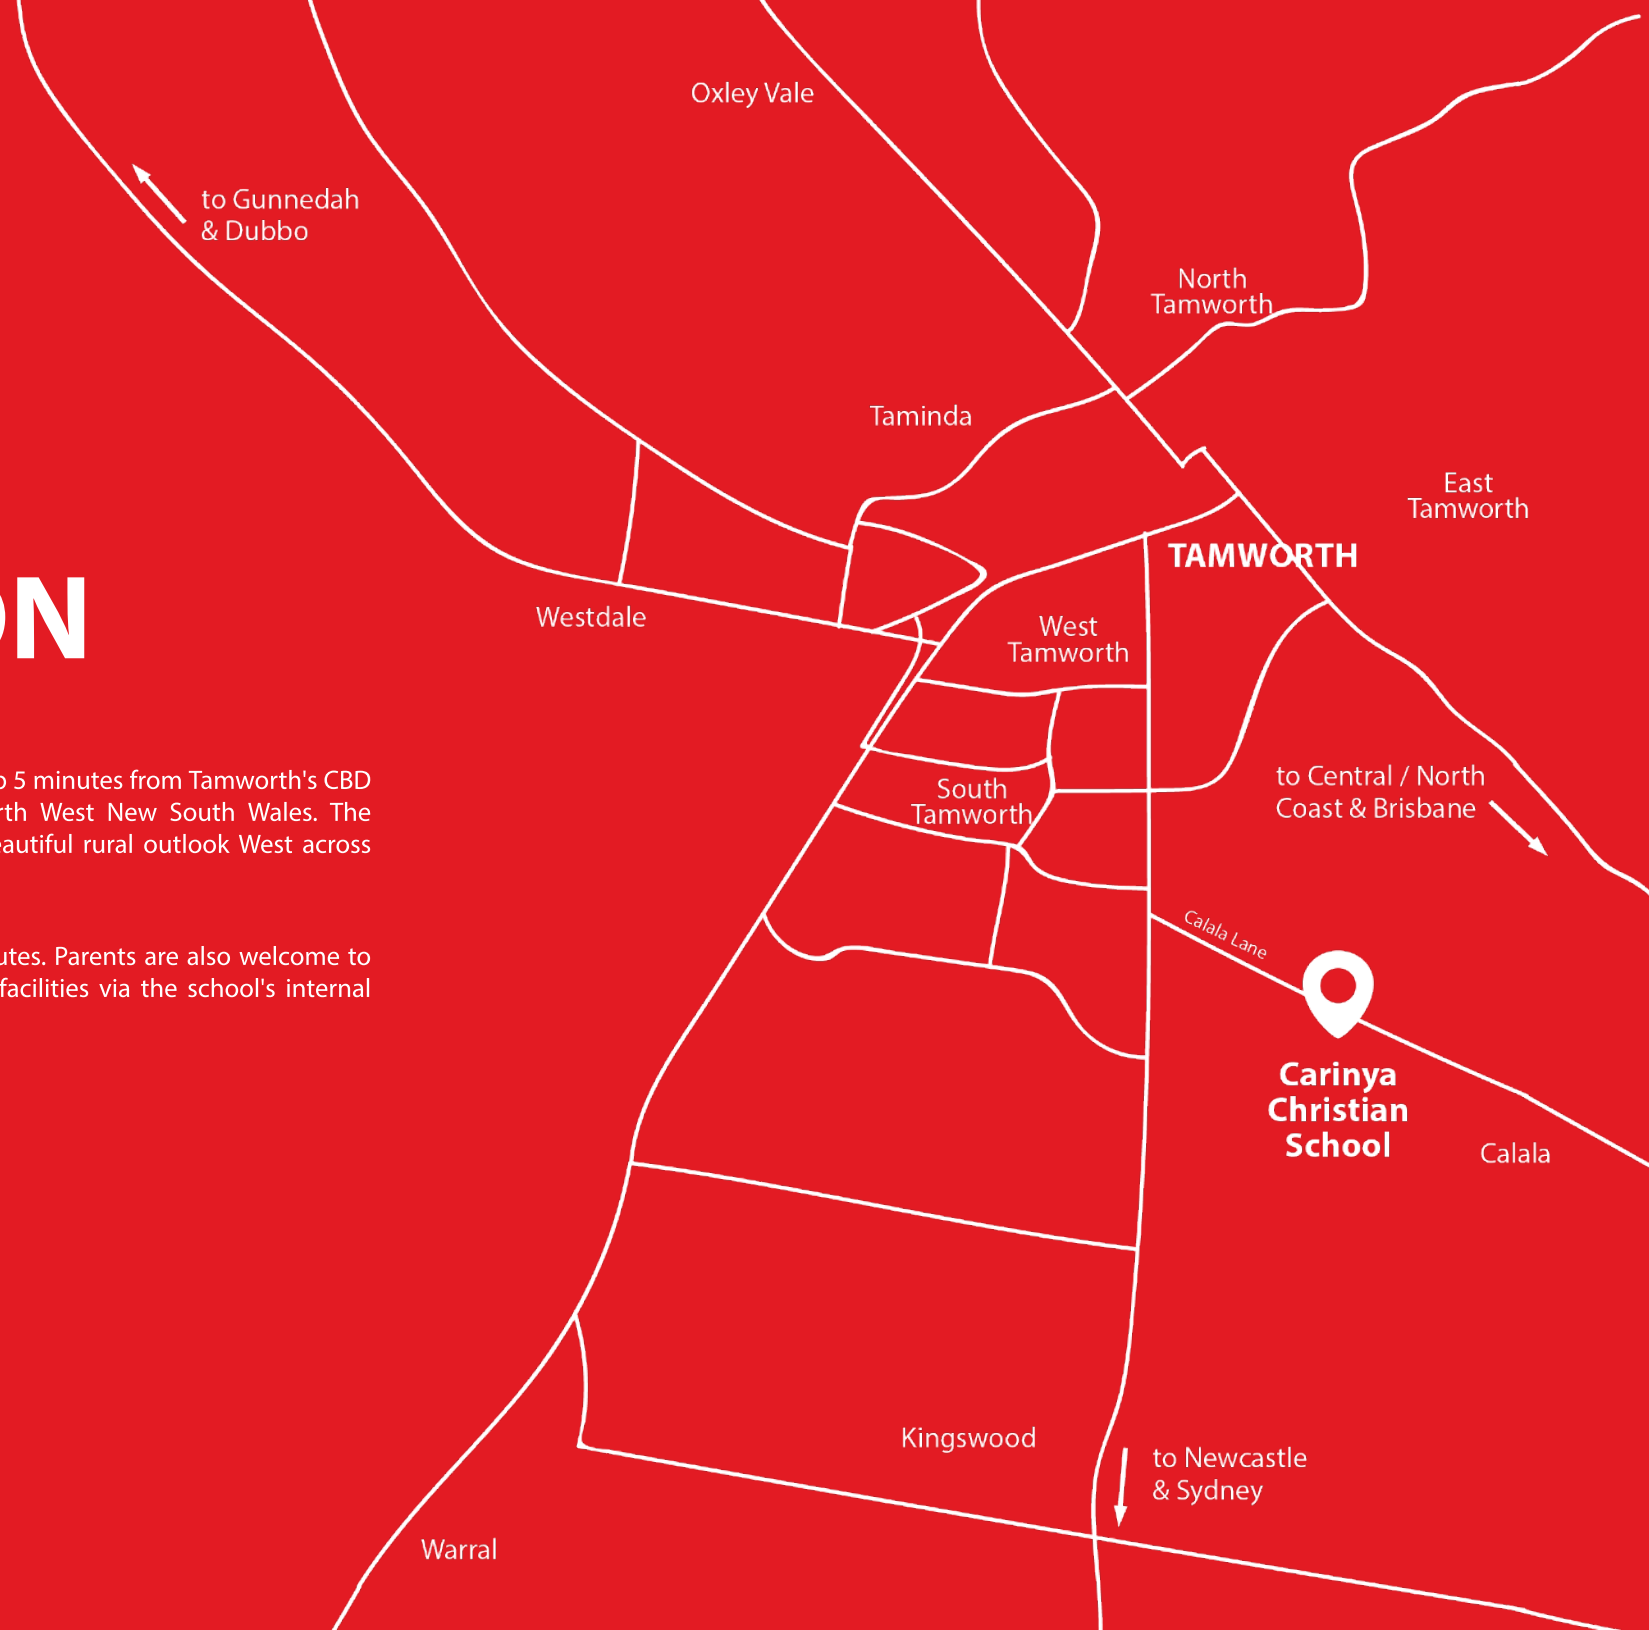 ON
5 minutes from Tamworth's CBD
West New South Wales. The
rural outlook West across
Parents are also welcome to
facilities via the school's internal
Oxley Vale
to Gunnedah
& Dubbo
North
Tamworth
Taminda
East
Tamworth
TAMWORTH
Westdale
West
Tamworth
to Central / North
Coast & Brisbane
South
Tamworth
Calala Lane
Carinya
Christian
School
Calala
Kingswood
to Newcastle
& Sydney
Warral